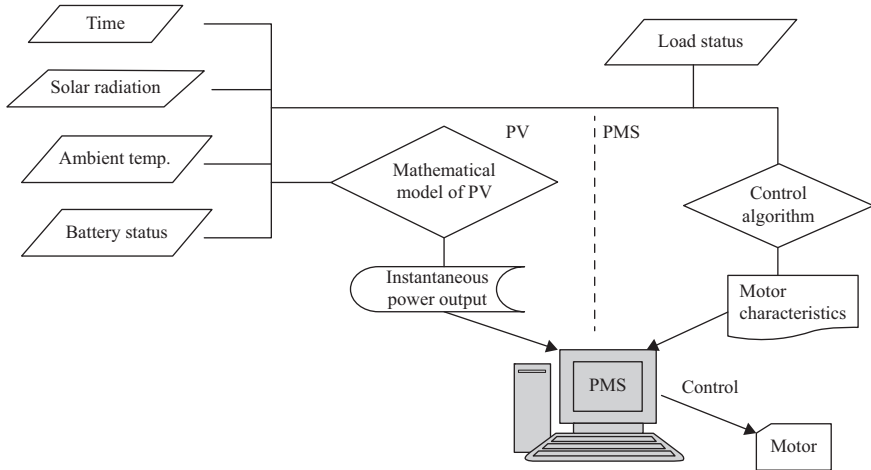 Time
Load status
Solar radiation
PV
PMS
Ambient temp.
Mathematical
model of PV
Control
algorithm
Battery status
Instantaneous
power output
Motor
characteristics
PMS
Control
Motor